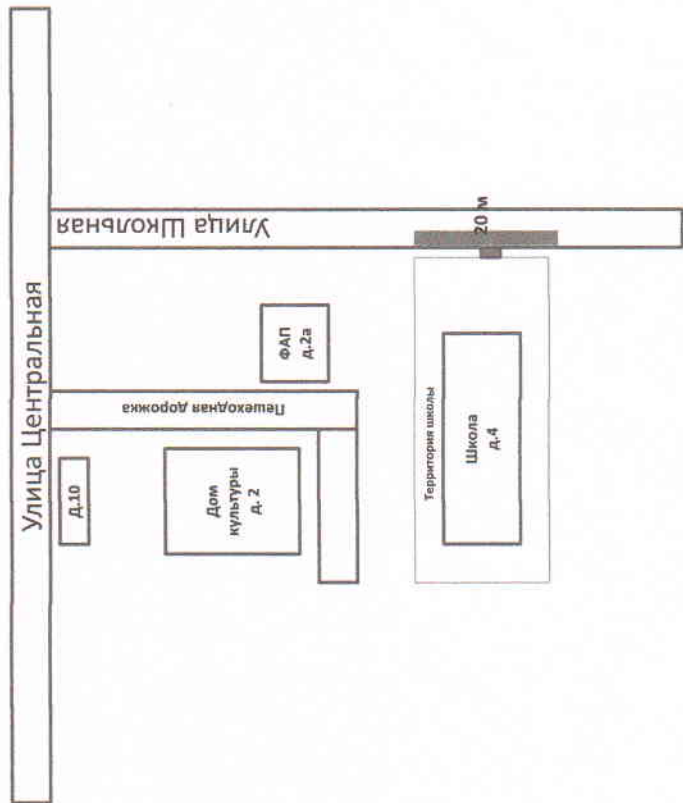 Улица Центральная
Улица Школьная
20 м
ФАП
д.2а
Пешеходная дорожка
Д.10
Дом
культуры
д. 2
Территория школы
Школа
д.4